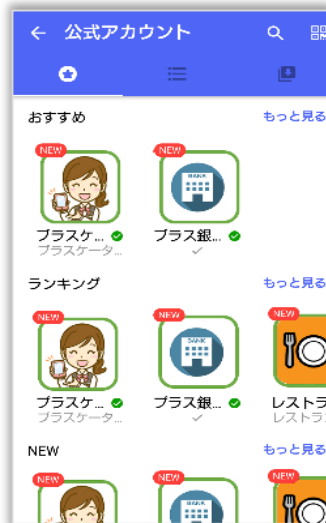 公式アカウント
おすすめ
もっと見る
NEW
NEW
BANK
プラスケ...
プラス銀...
プラスケータ...
ランキング
もっと見る
NEW
NEW
NEW
BANK
プラスケ...
プラス銀...
レストラ
プラスケータ...
レストラ
NEW
もっと見る
NEW
NEW
NEW
BANK